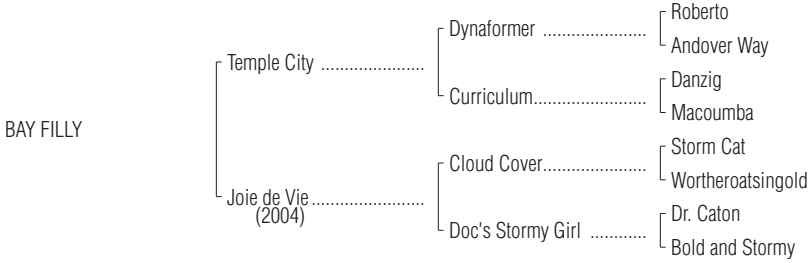 Roberto
Dynaformer ......................
Andover Way
Temple City ......................
Danzig
Curriculum........................
Macoumba
BAY FILLY
Storm Cat
Cloud Cover......................
Wortheroatsingold
Joie de Vie........................
(2004)
Dr. Caton
Doc's Stormy Girl ............
Bold and Stormy